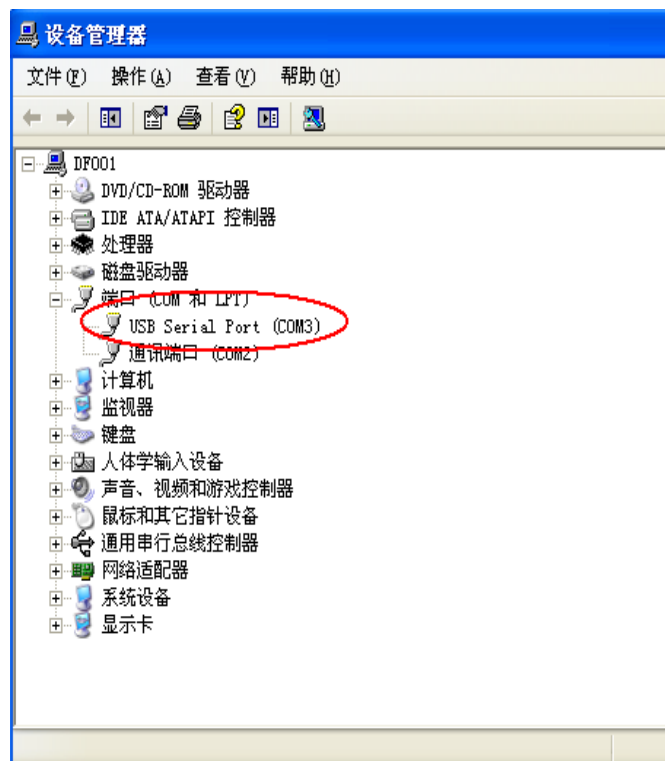 设备管理器
文件(F) 操作(A) 查看(V) 帮助(H)
DF001
DVD/CD-ROM 驱动器
IDE ATA/ATAPI 控制器
处理器
磁盘驱动器
端口 (COM 和 LPT)
USB Serial Port (COM3)
通讯端口 (COM2)
计算机
监视器
键盘
人体学输入设备
声音、视频和游戏控制器
鼠标和其它指针设备
通用串行总线控制器
网络适配器
系统设备
显示卡